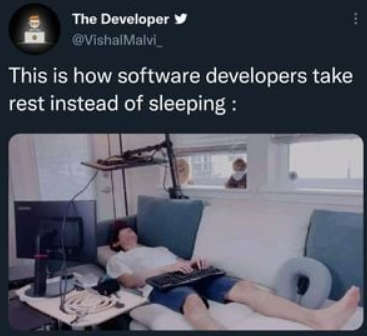 The Developer
@VishalMalvi_
This is how software developers take
rest instead of sleeping :